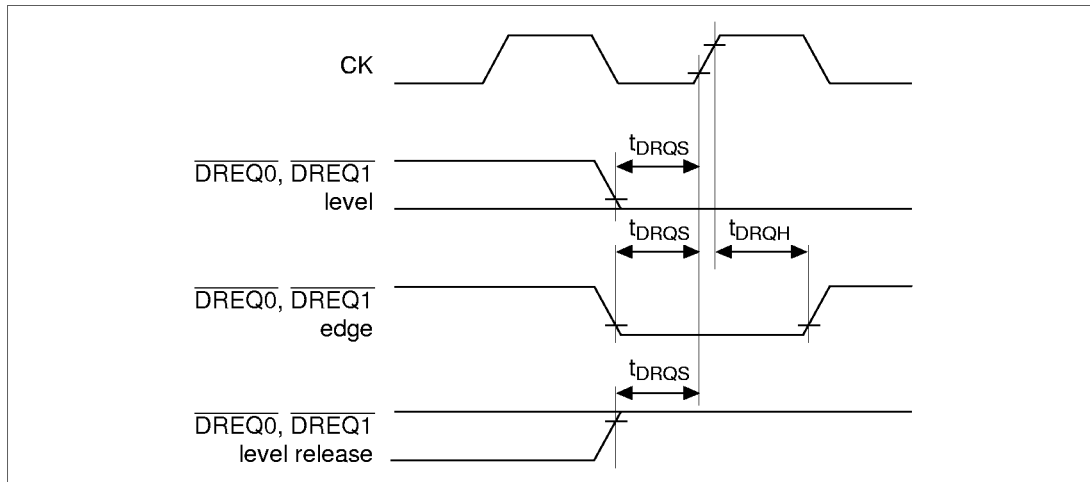 CK
tDRQS
DREQ0, DREQ1
level
tDRQS
tDRQH
DREQ0, DREQ1
edge
tDRQS
DREQ0, DREQ1
level release